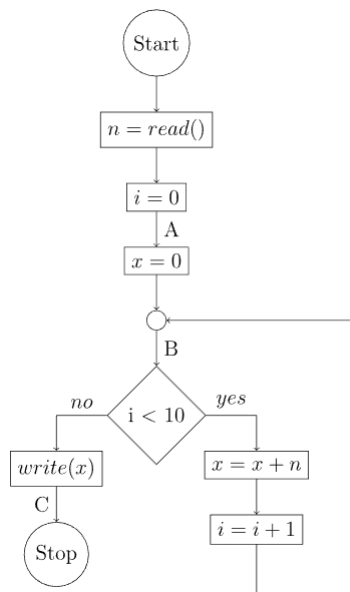 Start
n = read()
i = 0
A
x = 0
B
i < 10
no
yes
write(x)
x = x + n
C
i = i + 1
Stop